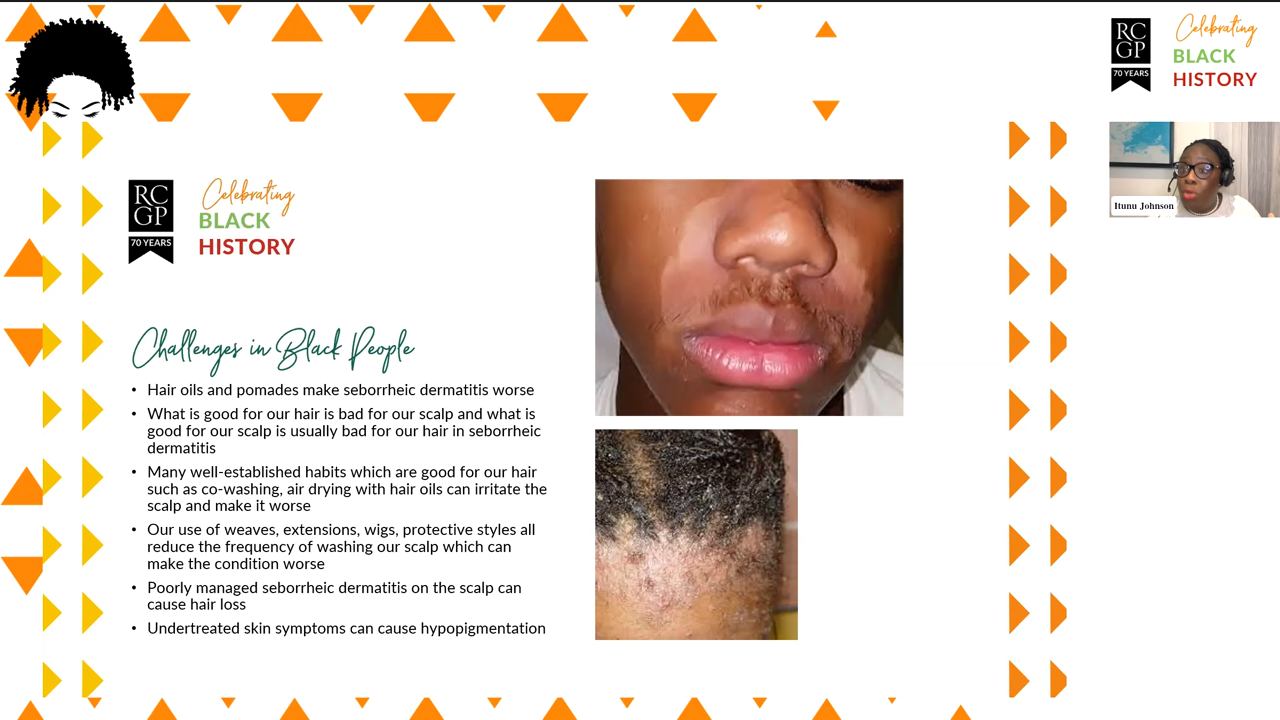 RC
GP
70 YEARS
Celebrating
BLACK
HISTORY
Itunu Johnson
RC
GP
70 YEARS
Celebrating
BLACK
HISTORY
Challenges in Black People
• Hair oils and pomades make seborrheic dermatitis worse
• What is good for our hair is bad for our scalp and what is
good for our scalp is usually bad for our hair in seborrheic
dermatitis
• Many well-established habits which are good for our hair
such as co-washing, air drying with hair oils can irritate the
scalp and make it worse
• Our use of weaves, extensions, wigs, protective styles all
reduce the frequency of washing our scalp which can
make the condition worse
• Poorly managed seborrheic dermatitis on the scalp can
cause hair loss
• Undertreated skin symptoms can cause hypopigmentation